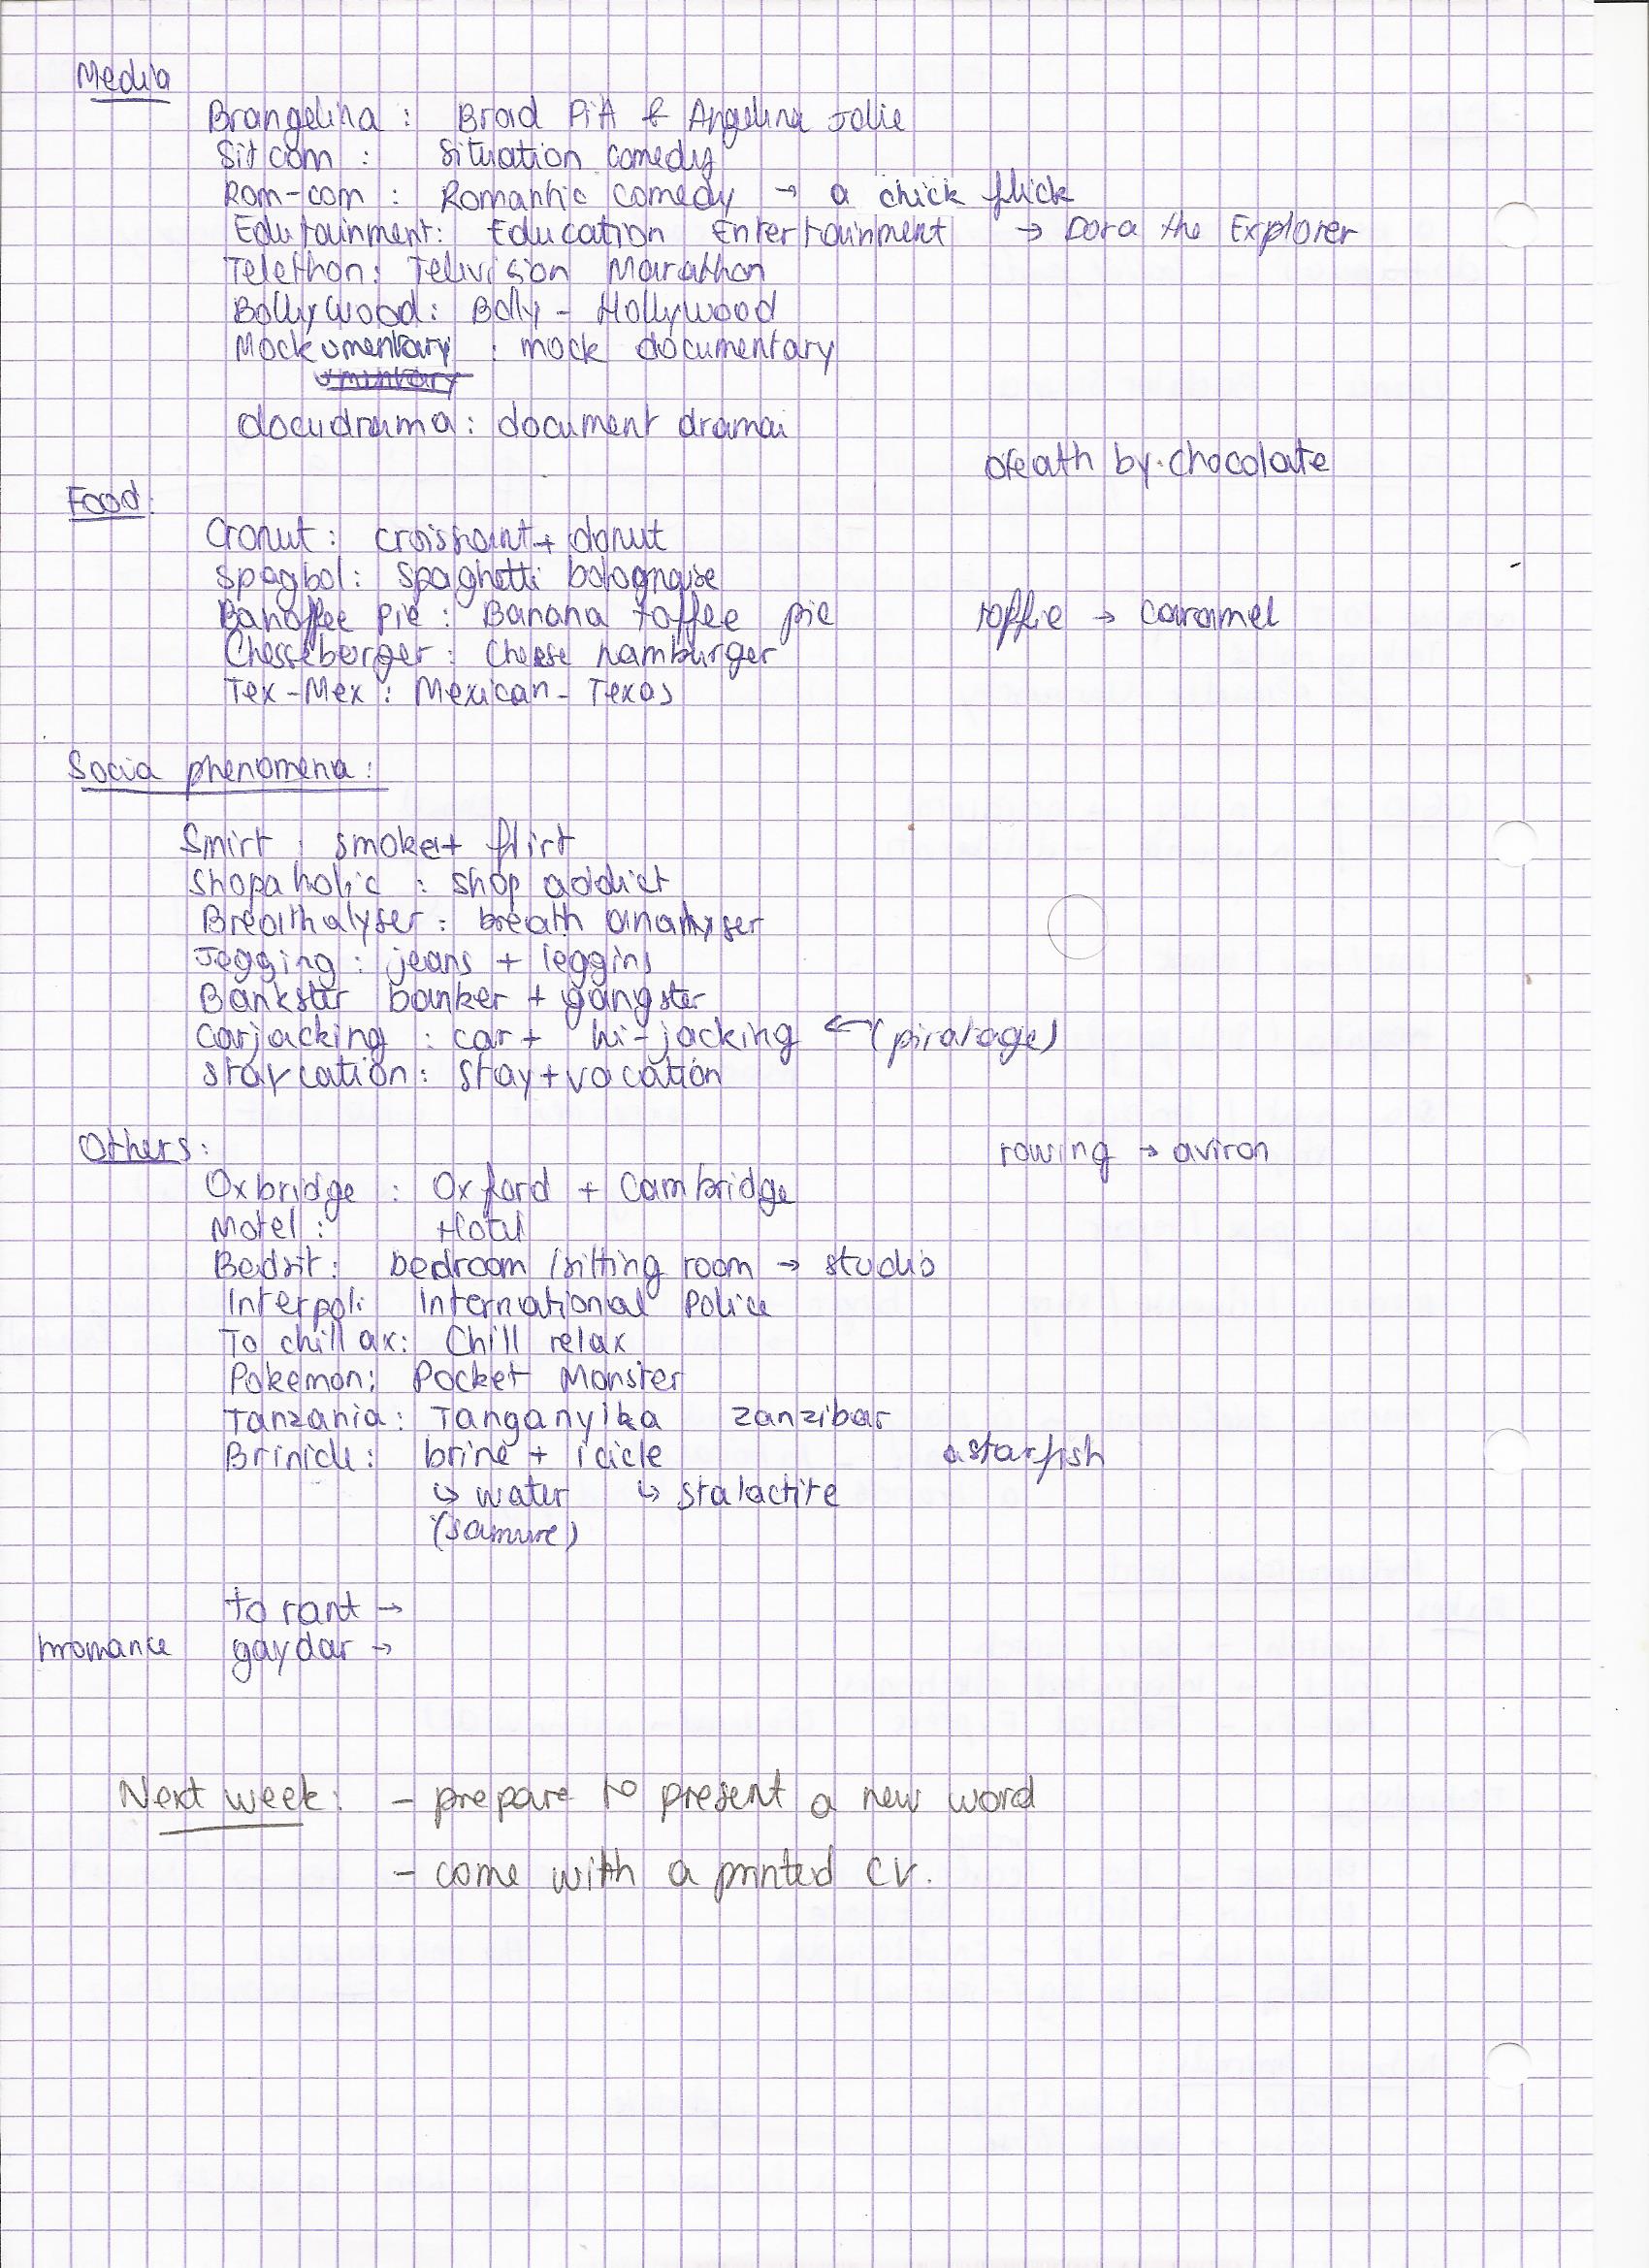 Media
Brangelina : Brad Pitt & Angelina Jolie
Sitcom : Situation comedy
Rom-com : Romantic comedy → a chick flick
Edutainment: Education Entertainment → Dora the Explorer
Telethon: Television Marathon
Bollywood: Bolly - Hollywood
Mockumentary : mock documentary
umentary
docudrama: document drama
death by chocolate
Food:
Cronut: croissant + donut
Spagbol: Spaghetti bolognaise
Banoffee pie : Banana toffee pie toffie → caramel
Chesseburger : Cheese hamburger
Tex-Mex : Mexican - Texas
Socia phenomena:
Smirt : smoke + flirt
Shopaholic : shop addict
Breathalyser: breath analyser
Jegging : jeans + leggins
Bankster banker + gangster
Carjacking : car + hi-jacking ← (piratage)
staycation: stay + vacation
Others:
rowing → aviron
Oxbridge : Oxford + Cambridge
Motel : Hotel
Bedsit: bedroom / sitting room → studio
Interpol: International Police
To chillax: Chill relax
Pokemon: Pocket Monster
Tanzania: Tanganyika zanzibar
Brinicle: brine + icicle a starfish
↳ water ↳ stalactite
(samure)
to rant →
bromance gaydar →
Next week: - prepare to present a new word
- come with a printed CV.